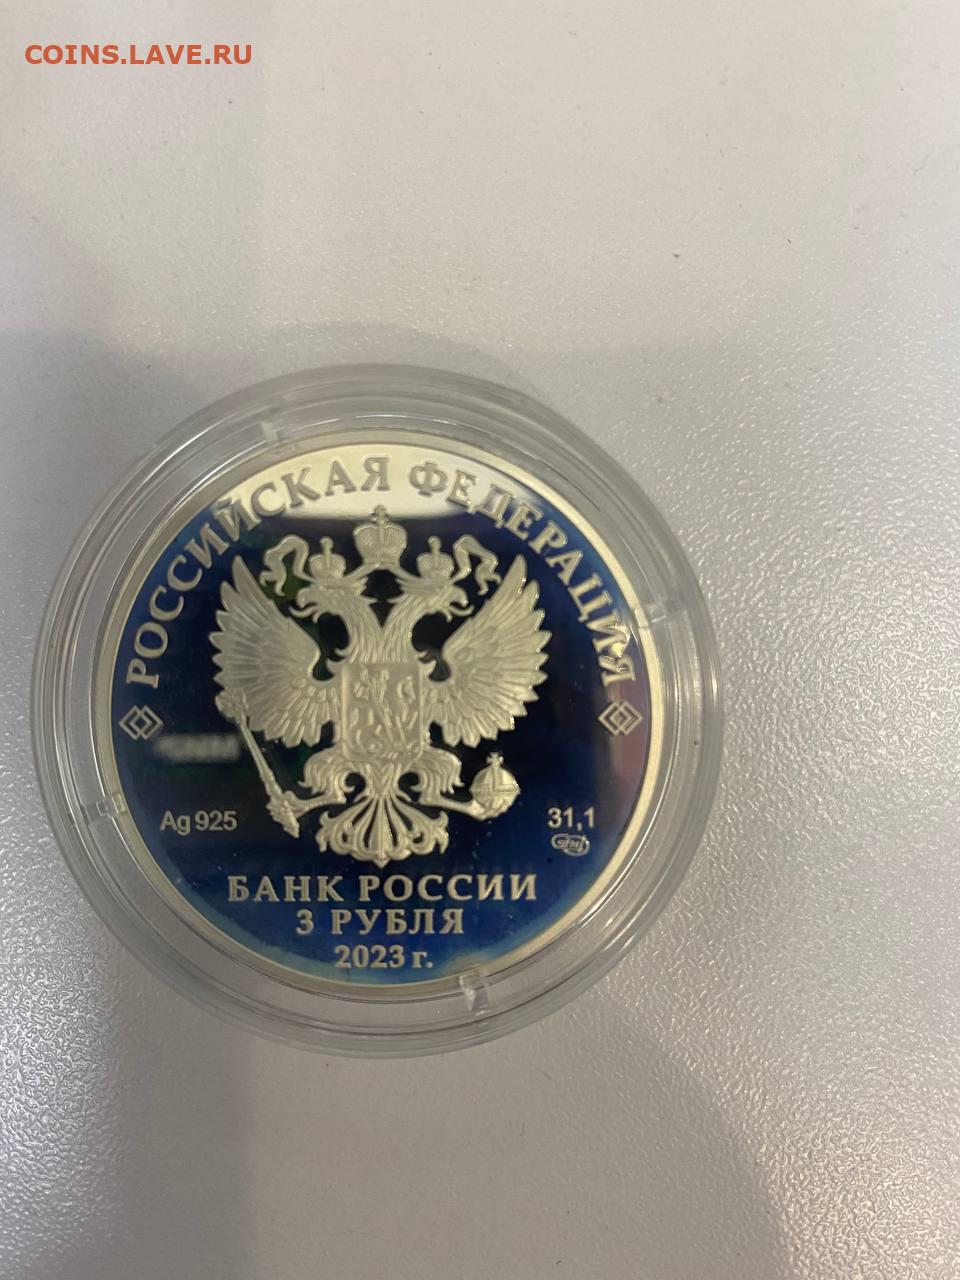 COINS.LAVE.RU
РОССИЙСКАЯ ФЕДЕРАЦИЯ
Ag 925
31,1
БАНК РОССИИ
3 РУБЛЯ
2023 г.